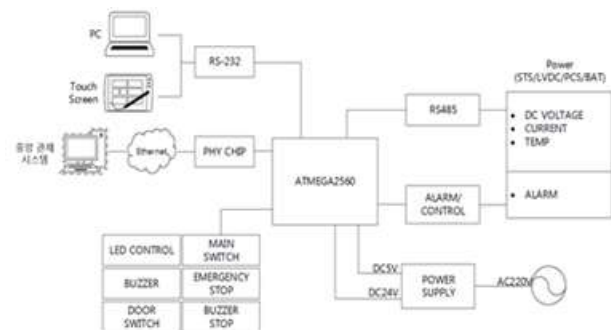 PC
Touch
Screen
RS-232
중앙 관제
시스템
Ethernet
PHY CHIP
ATMEGA2560
RS485
ALARM/
CONTROL
Power
(STS/LVDC/PCS/BAT)
• DC VOLTAGE
• CURRENT
• TEMP
• ALARM
LED CONTROL
MAIN
SWITCH
BUZZER
EMERGENCY
STOP
DOOR
SWITCH
BUZZER
STOP
DC5V
DC24V
POWER
SUPPLY
AC220V